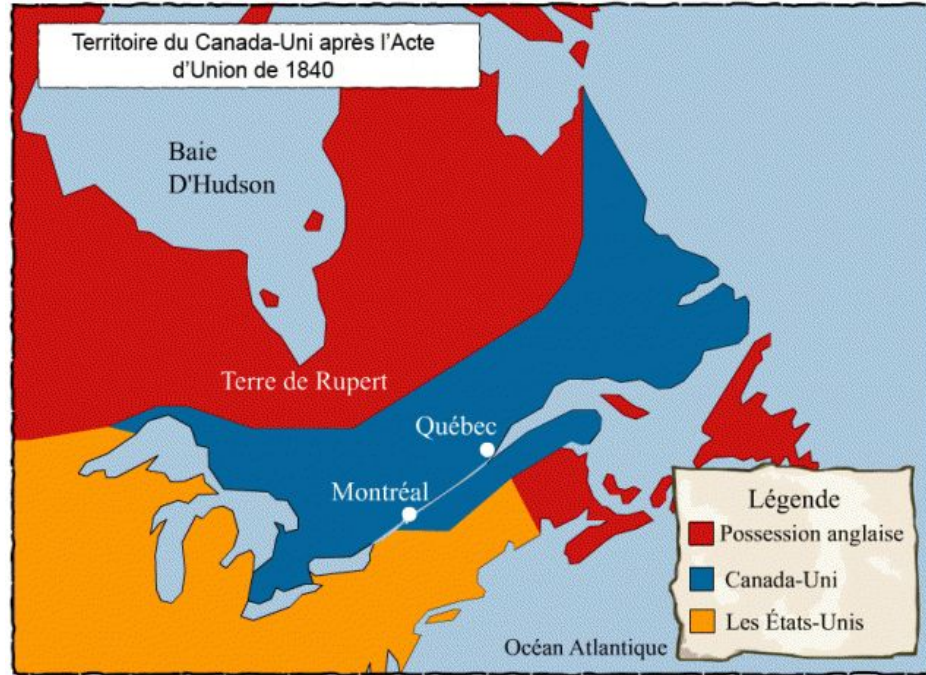 Territoire du Canada-Uni après l'Acte
d'Union de 1840
Baie
D'Hudson
Terre de Rupert
Québec
Montréal
Légende
Possession anglaise
Canada-Uni
Les États-Unis
Océan Atlantique